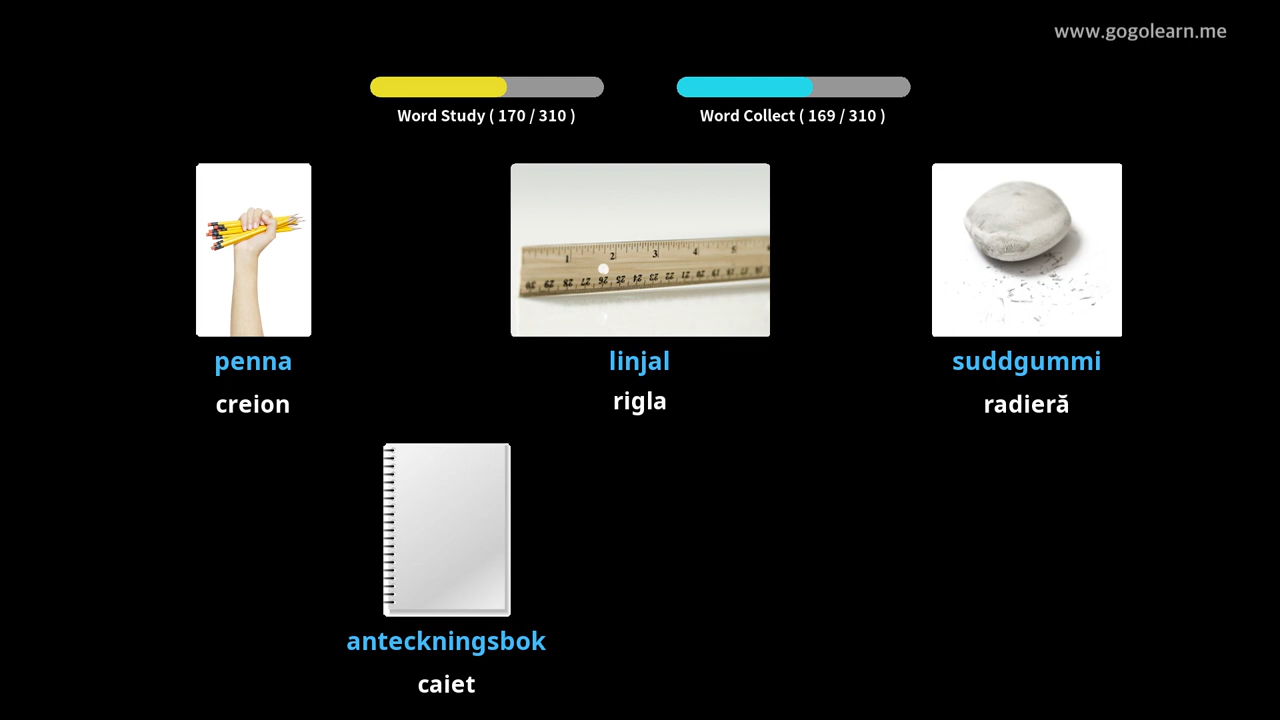 www.gogolearn.me
Word Study ( 170 / 310 )
Word Collect ( 169 / 310 )
penna
linjal
suddgummi
creion
rigla
radieră
anteckningsbok
caiet